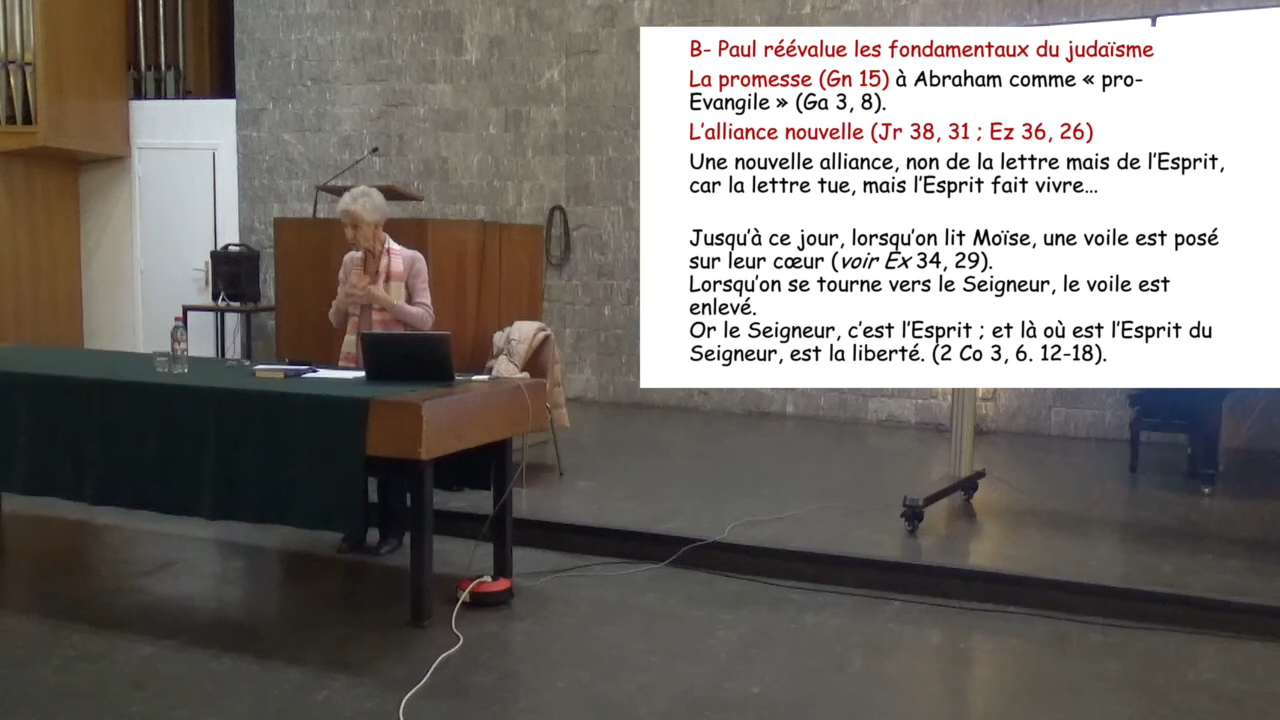 B- Paul réévalue les fondamentaux du judaïsme
La promesse (Gn 15) à Abraham comme « pro-
Evangile » (Ga 3, 8).
L'alliance nouvelle (Jr 38, 31 ; Ez 36, 26)
Une nouvelle alliance, non de la lettre mais de l'Esprit,
car la lettre tue, mais l'Esprit fait vivre…
Jusqu'à ce jour, lorsqu'on lit Moïse, une voile est posé
sur leur cœur (voir Ex 34, 29).
Lorsqu'on se tourne vers le Seigneur, le voile est
enlevé.
Or le Seigneur, c'est l'Esprit ; et là où est l'Esprit du
Seigneur, est la liberté. (2 Co 3, 6. 12-18).